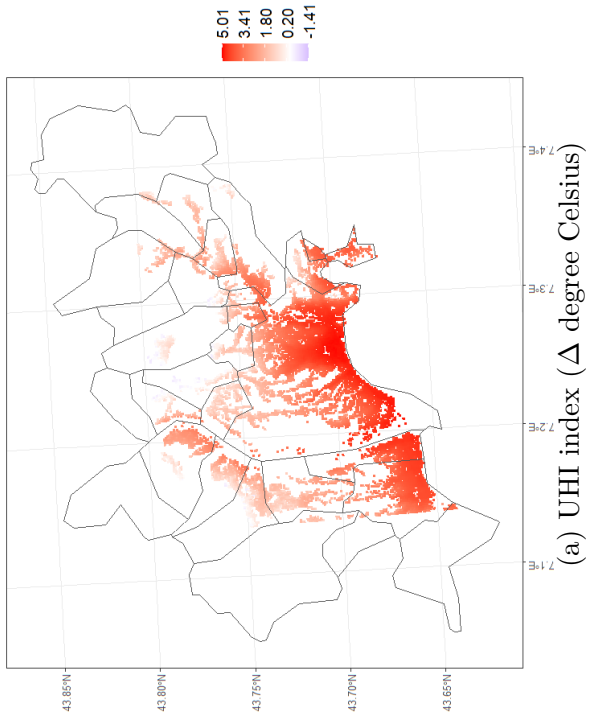 5.01
3.41
1.80
0.20
-1.41
43.85°N
43.80°N
43.75°N
43.70°N
43.65°N
7.1°E
7.2°E
7.3°E
7.4°E
(a) UHI index (Δ degree Celsius)